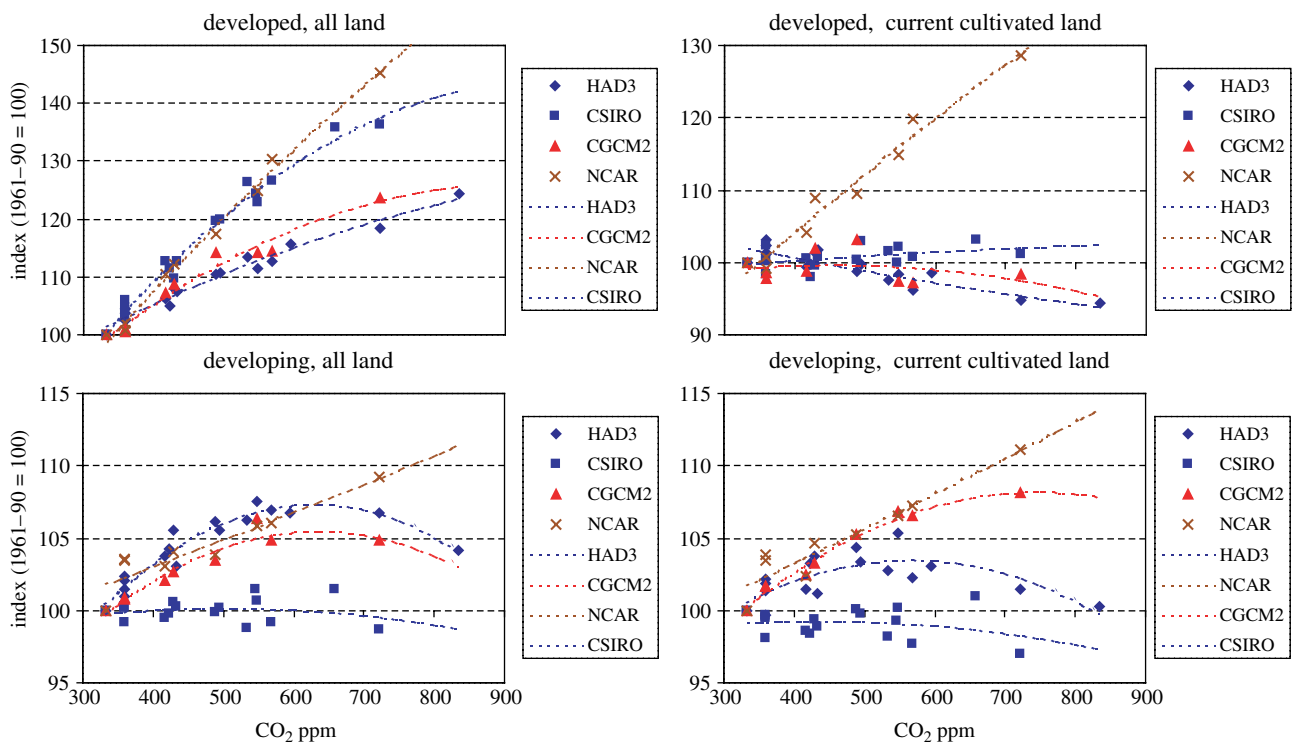 developed, all land
150
140
130
120
110
100
index (1961–90 = 100)
HAD3
CSIRO
CGCM2
NCAR
HAD3
CGCM2
NCAR
CSIRO
developed, current cultivated land
130
120
110
100
90
HAD3
CSIRO
CGCM2
NCAR
HAD3
CGCM2
NCAR
CSIRO
developing, all land
115
110
105
100
95
index (1961–90 = 100)
300 400 500 600 700 800 900
CO2 ppm
HAD3
CSIRO
CGCM2
NCAR
HAD3
CGCM2
NCAR
CSIRO
developing, current cultivated land
115
110
105
100
95
300 400 500 600 700 800 900
CO2 ppm
HAD3
CSIRO
CGCM2
NCAR
HAD3
NCAR
CGCM2
CSIRO